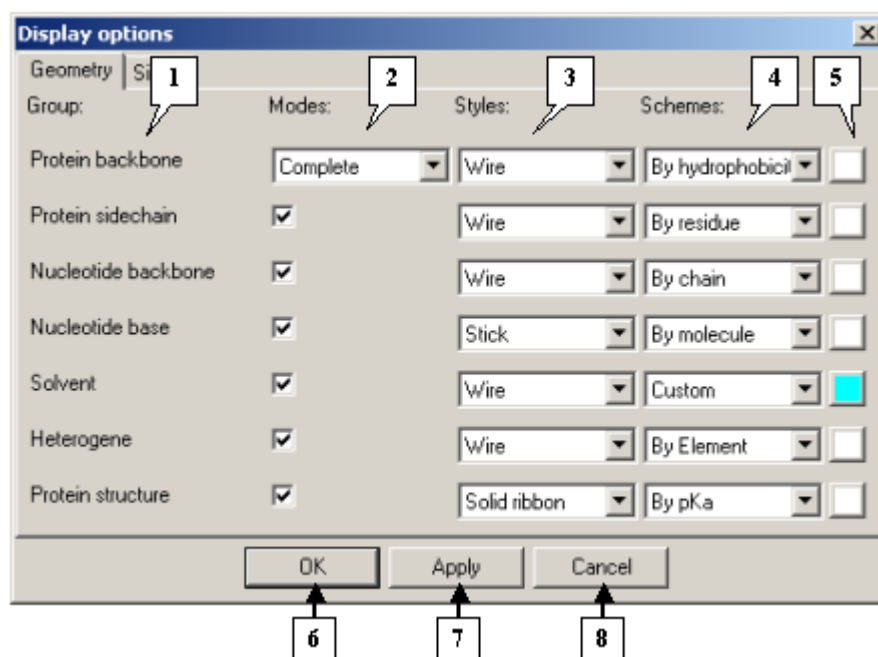 Display options
Geometry Si
1 2 3 4 5
Group: Modes: Styles: Schemes:
Protein backbone Complete Wire By hydrophobicit
Protein sidechain Wire By residue
Nucleotide backbone Wire By chain
Nucleotide base Stick By molecule
Solvent Wire Custom
Heterogene Wire By Element
Protein structure Solid ribbon By pKa
OK Apply Cancel
6 7 8